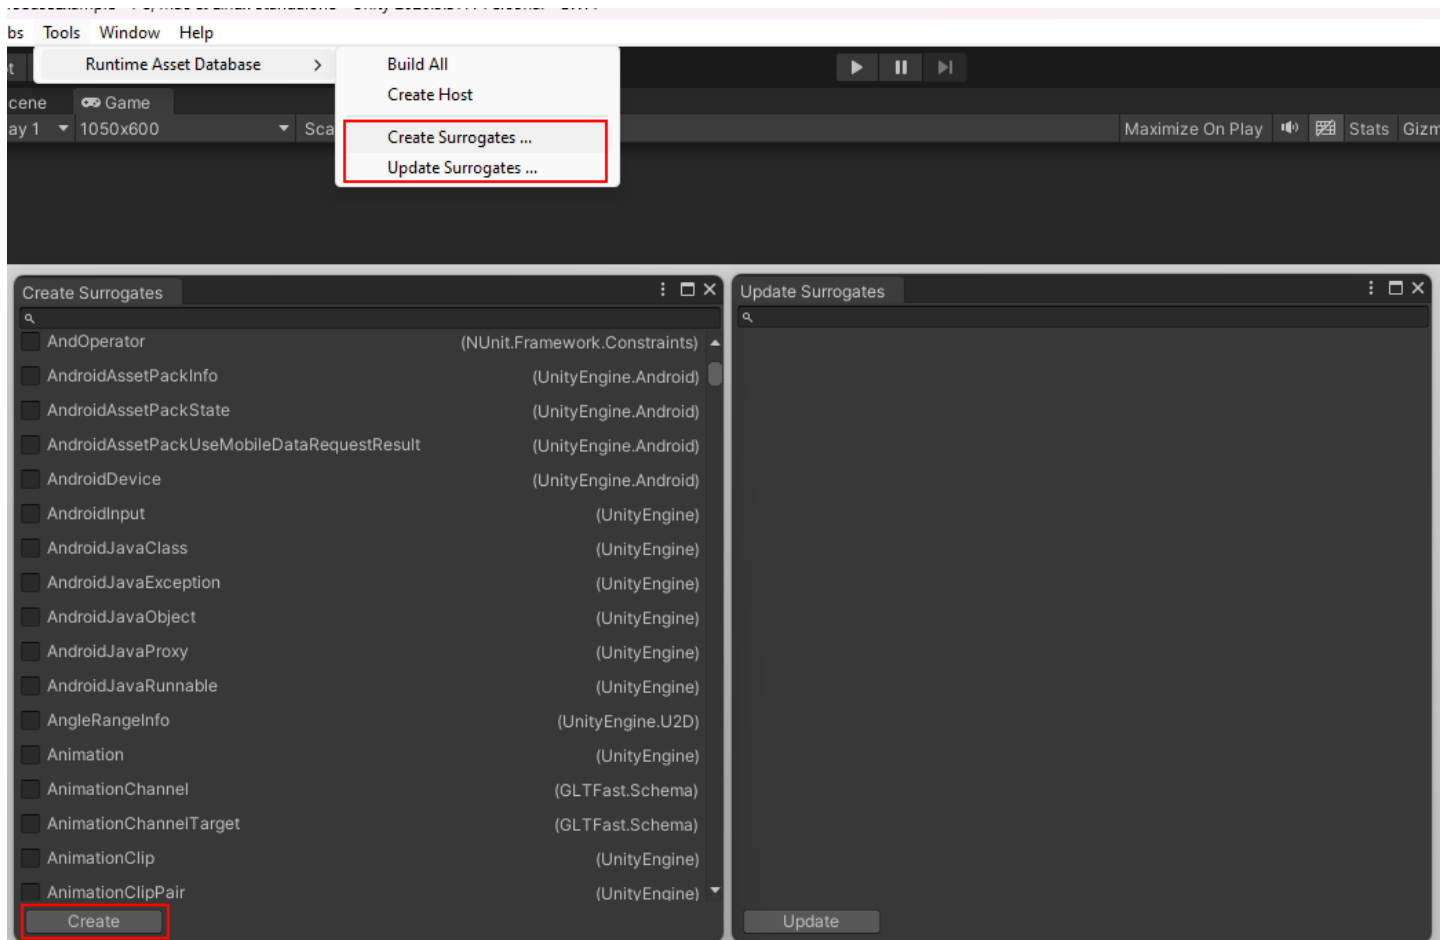 bs Tools Window Help
Runtime Asset Database
Build All
Create Host
Create Surrogates ...
Update Surrogates ...
cene Game
ay 1 1050x600 Sca Maximize On Play Stats Gizm
Create Surrogates
AndOperator (NUnit.Framework.Constraints)
AndroidAssetPackInfo (UnityEngine.Android)
AndroidAssetPackState (UnityEngine.Android)
AndroidAssetPackUseMobileDataRequestResult (UnityEngine.Android)
AndroidDevice (UnityEngine.Android)
AndroidInput (UnityEngine)
AndroidJavaClass (UnityEngine)
AndroidJavaException (UnityEngine)
AndroidJavaObject (UnityEngine)
AndroidJavaProxy (UnityEngine)
AndroidJavaRunnable (UnityEngine)
AngleRangeInfo (UnityEngine.U2D)
Animation (UnityEngine)
AnimationChannel (GLTFast.Schema)
AnimationChannelTarget (GLTFast.Schema)
AnimationClip (UnityEngine)
AnimationClipPair (UnityEngine)
Create
Update Surrogates
Update